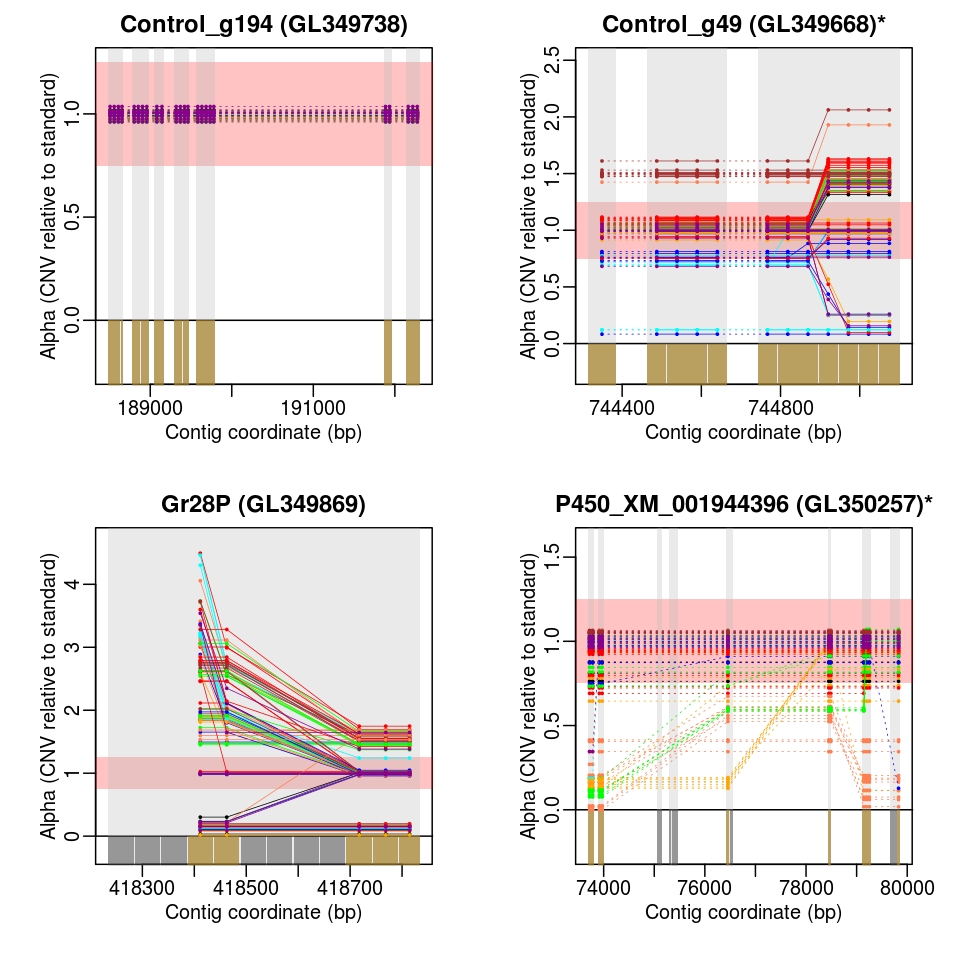 Control_g194 (GL349738)
Alpha (CNV relative to standard)
0.0 0.5 1.0
189000 191000
Contig coordinate (bp)
Control_g49 (GL349668)*
Alpha (CNV relative to standard)
0.0 0.5 1.0 1.5 2.0 2.5
744400 744800
Contig coordinate (bp)
Gr28P (GL349869)
Alpha (CNV relative to standard)
0 1 2 3 4
418300 418500 418700
Contig coordinate (bp)
P450_XM_001944396 (GL350257)*
Alpha (CNV relative to standard)
0.0 0.5 1.0 1.5
74000 76000 78000 80000
Contig coordinate (bp)